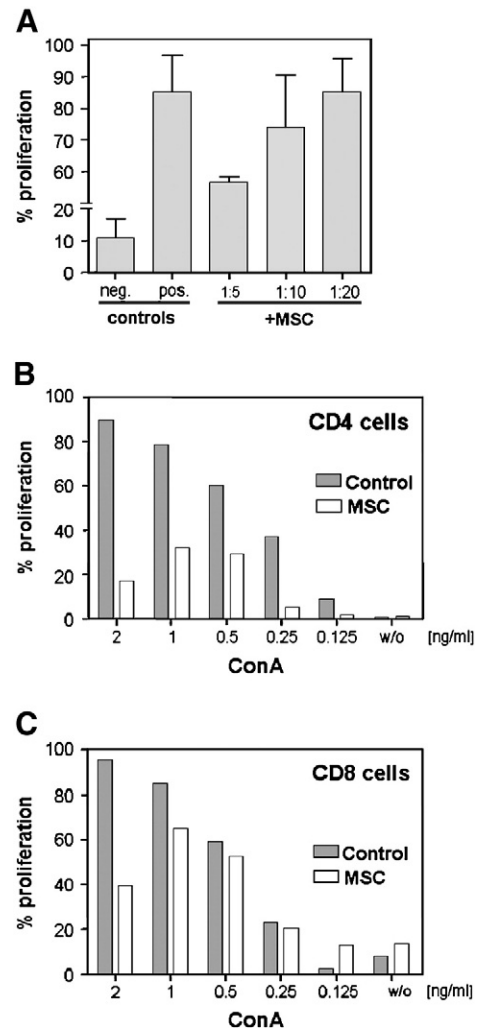 A
% proliferation
100
90
80
70
60
20
10
0
neg. pos. 1:5 1:10 1:20
controls +MSC
B
CD4 cells
Control
MSC
% proliferation
100
80
60
40
20
0
2 1 0.5 0.25 0.125 w/o [ng/ml]
ConA
C
CD8 cells
Control
MSC
% proliferation
100
80
60
40
20
0
2 1 0.5 0.25 0.125 w/o [ng/ml]
ConA